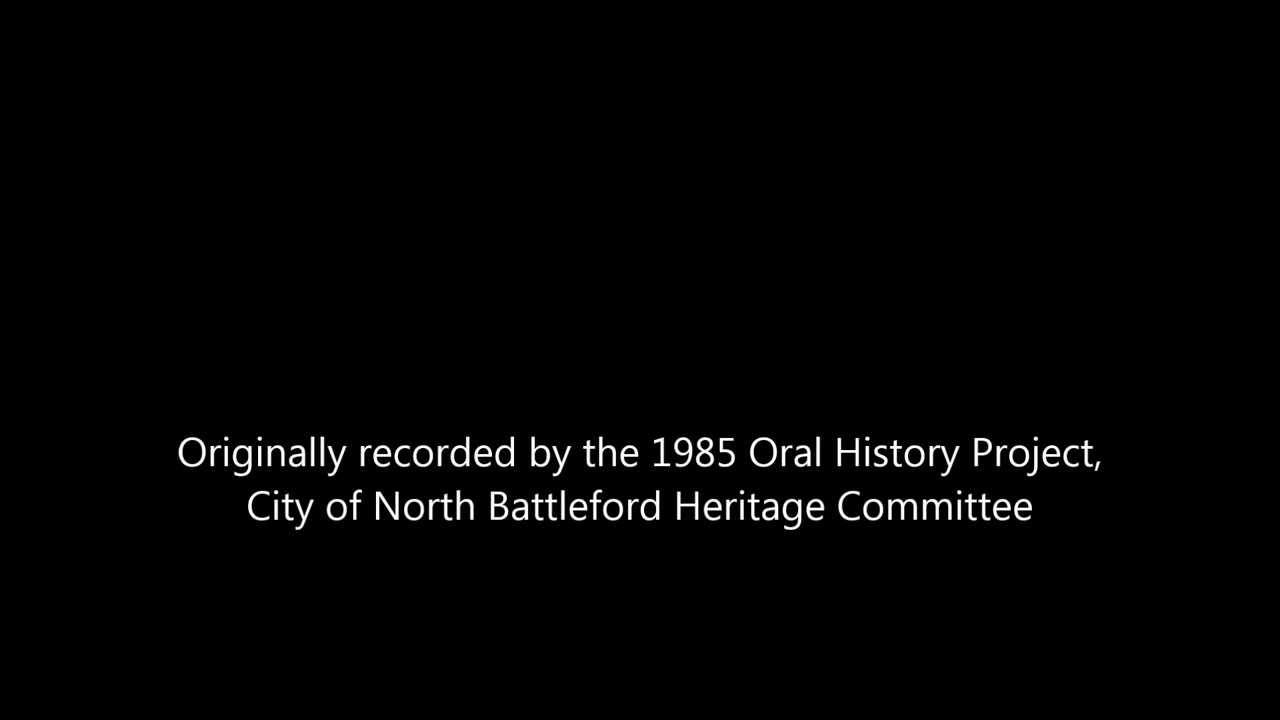 Originally recorded by the 1985 Oral History Project,
City of North Battleford Heritage Committee